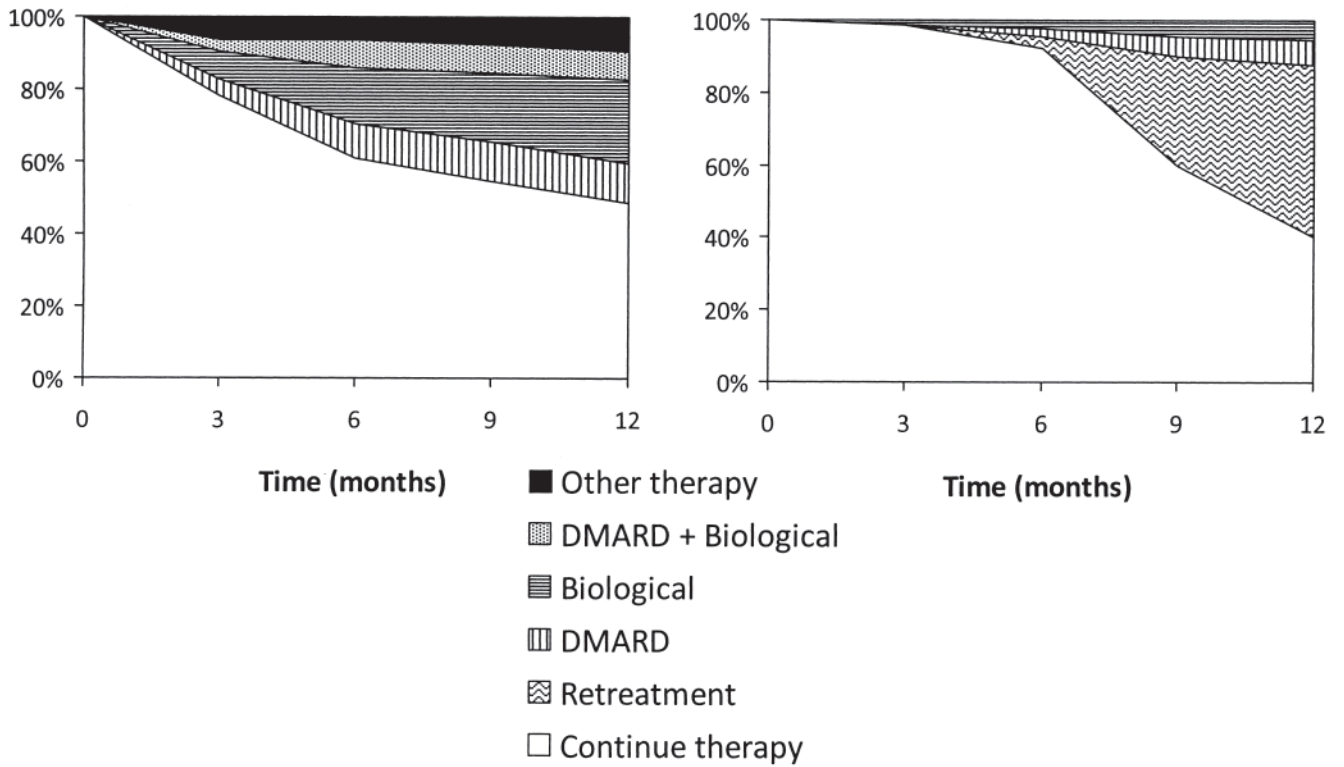 100%
80%
60%
40%
20%
0%
0 3 6 9 12
Time (months)
100%
80%
60%
40%
20%
0%
0 3 6 9 12
Time (months)
Other therapy
DMARD + Biological
Biological
DMARD
Retreatment
Continue therapy